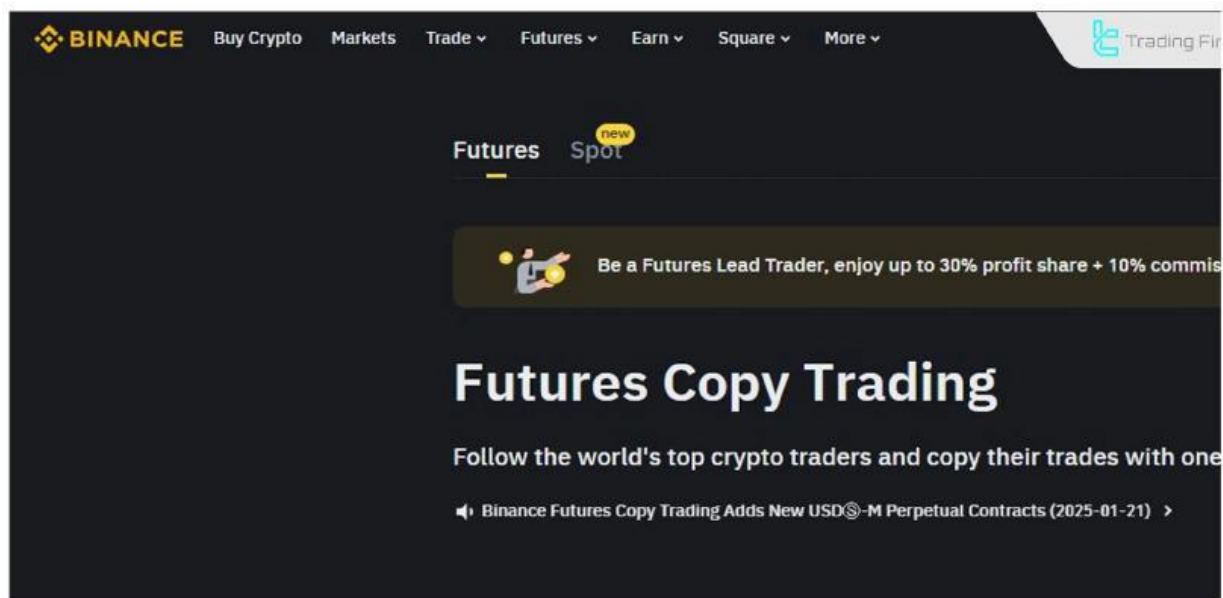 BINANCE Buy Crypto Markets Trade Futures Earn Square More
Trading Fir
new
Futures Spot
Be a Futures Lead Trader, enjoy up to 30% profit share + 10% commis
Futures Copy Trading
Follow the world's top crypto traders and copy their trades with one
Binance Futures Copy Trading Adds New USDⓈ-M Perpetual Contracts (2025-01-21)